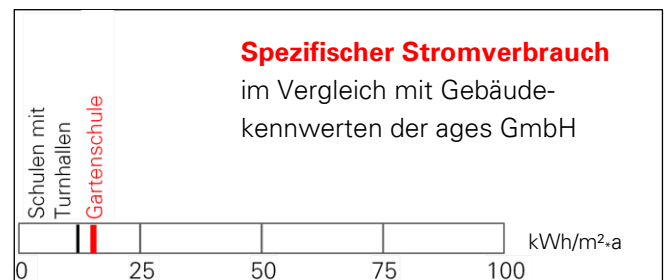 Spezifischer Stromverbrauch
im Vergleich mit Gebäude-
kennwerten der ages GmbH
Schulen mit
Turnhallen
Gartenschule
kWh/m²*a
0 25 50 75 100